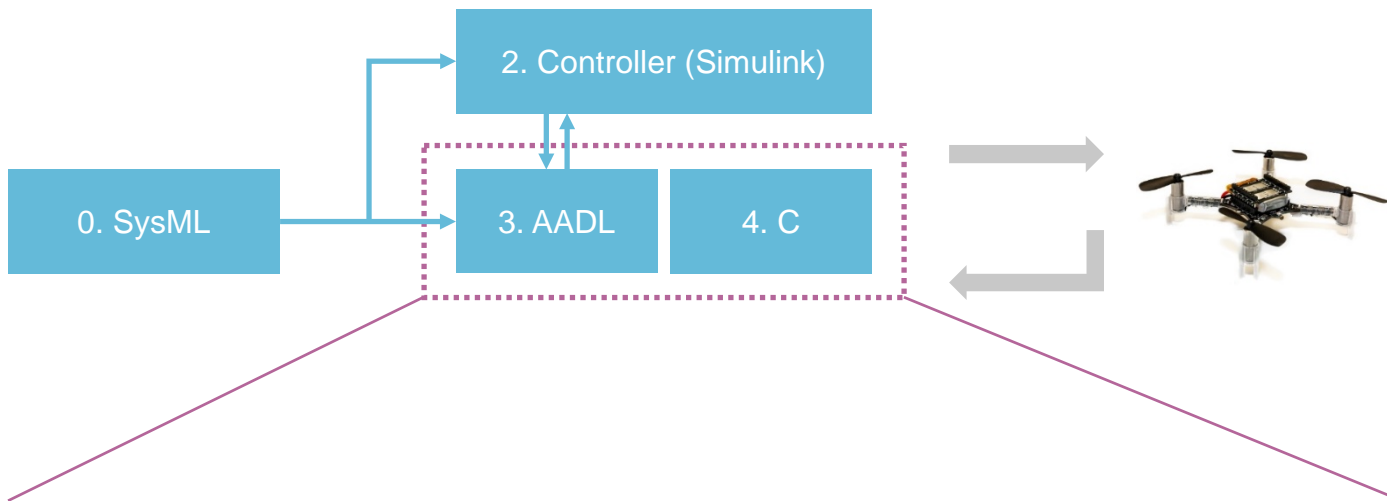 2. Controller (Simulink)
0. SysML
3. AADL
4. C